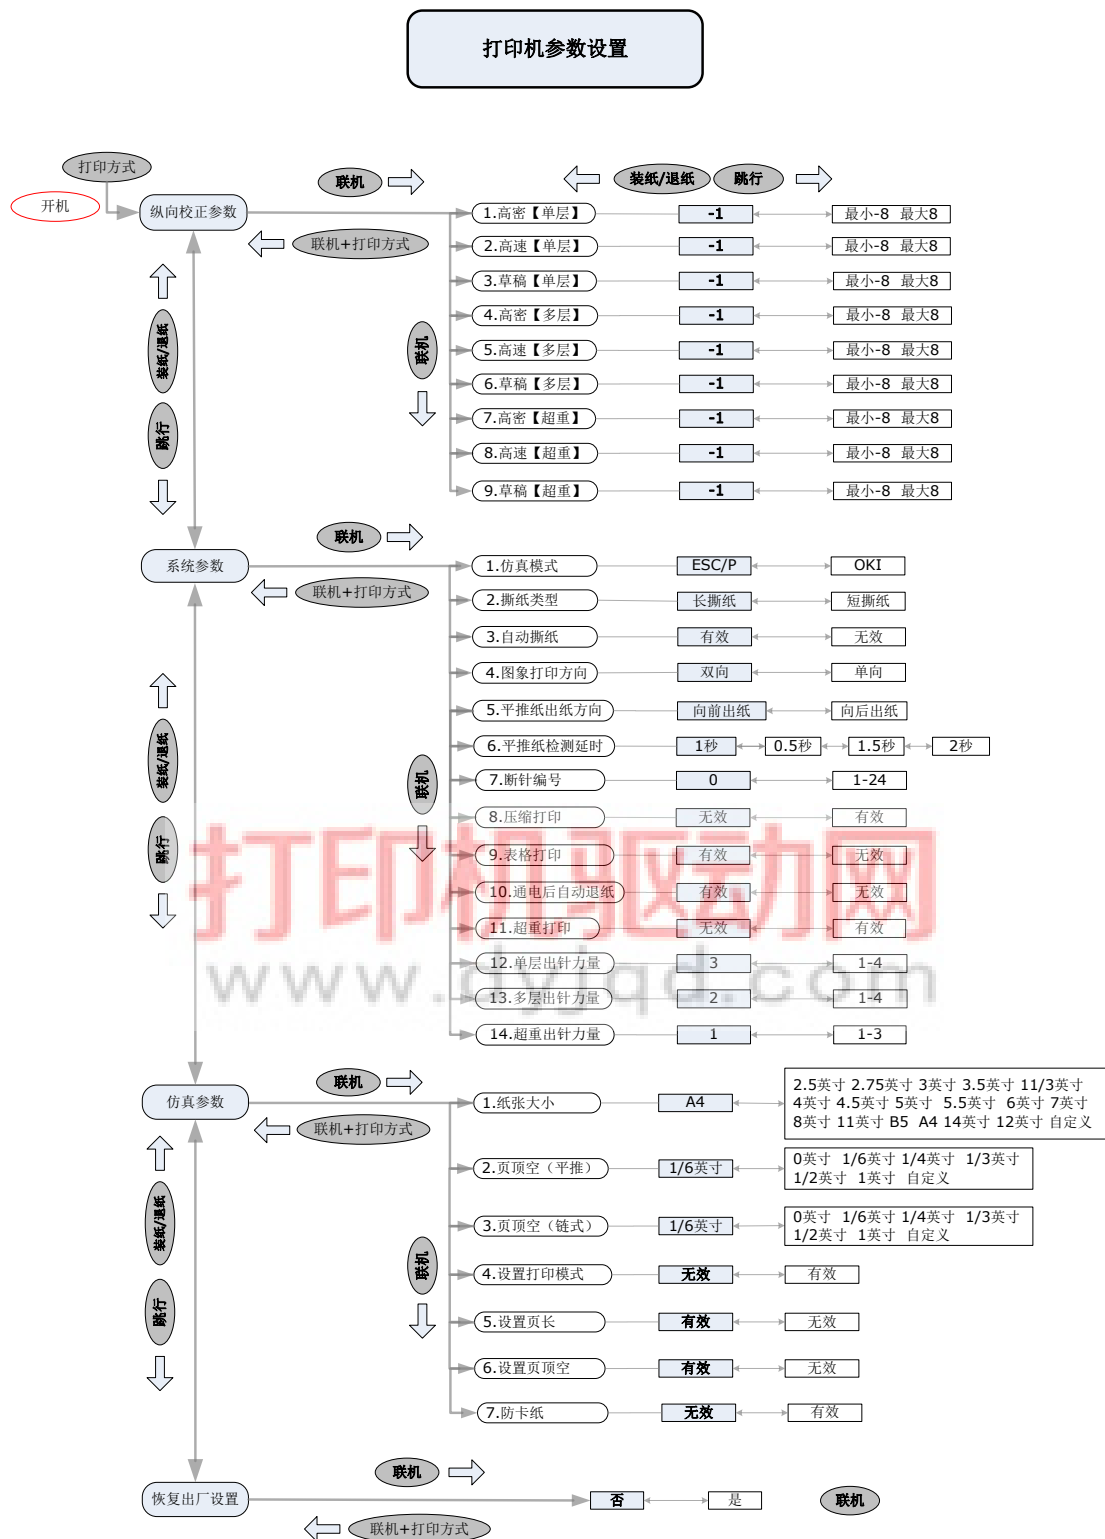 打印机参数设置
打印方式
开机
纵向校正参数
联机
联机+打印方式
装纸/退纸 跳行
1.高密【单层】 -1 最小-8 最大8
2.高速【单层】 -1 最小-8 最大8
3.草稿【单层】 -1 最小-8 最大8
4.高密【多层】 -1 最小-8 最大8
5.高速【多层】 -1 最小-8 最大8
6.草稿【多层】 -1 最小-8 最大8
7.高密【超重】 -1 最小-8 最大8
8.高速【超重】 -1 最小-8 最大8
9.草稿【超重】 -1 最小-8 最大8
装纸/退纸
跳行
联机
系统参数
联机
联机+打印方式
1.仿真模式 ESC/P OKI
2.撕纸类型 长撕纸 短撕纸
3.自动撕纸 有效 无效
4.图象打印方向 双向 单向
5.平推纸出纸方向 向前出纸 向后出纸
6.平推纸检测延时 1秒 0.5秒 1.5秒 2秒
7.断针编号 0 1-24
8.压缩打印 无效 有效
9.表格打印 有效 无效
10.通电后自动退纸 有效 无效
11.超重打印 无效 有效
12.单层出针力量 3 1-4
13.多层出针力量 2 1-4
14.超重出针力量 1 1-3
装纸/退纸
跳行
联机
打印机驱动网
www.dyjqd.com
仿真参数
联机
联机+打印方式
1.纸张大小 A4
2.5英寸 2.75英寸 3英寸 3.5英寸 11/3英寸
4英寸 4.5英寸 5英寸 5.5英寸 6英寸 7英寸
8英寸 11英寸 B5 A4 14英寸 12英寸 自定义
2.页顶空（平推） 1/6英寸
0英寸 1/6英寸 1/4英寸 1/3英寸
1/2英寸 1英寸 自定义
3.页顶空（链式） 1/6英寸
0英寸 1/6英寸 1/4英寸 1/3英寸
1/2英寸 1英寸 自定义
4.设置打印模式 无效 有效
5.设置页长 有效 无效
6.设置页顶空 有效 无效
7.防卡纸 无效 有效
装纸/退纸
跳行
联机
恢复出厂设置
联机
联机+打印方式
否 是 联机